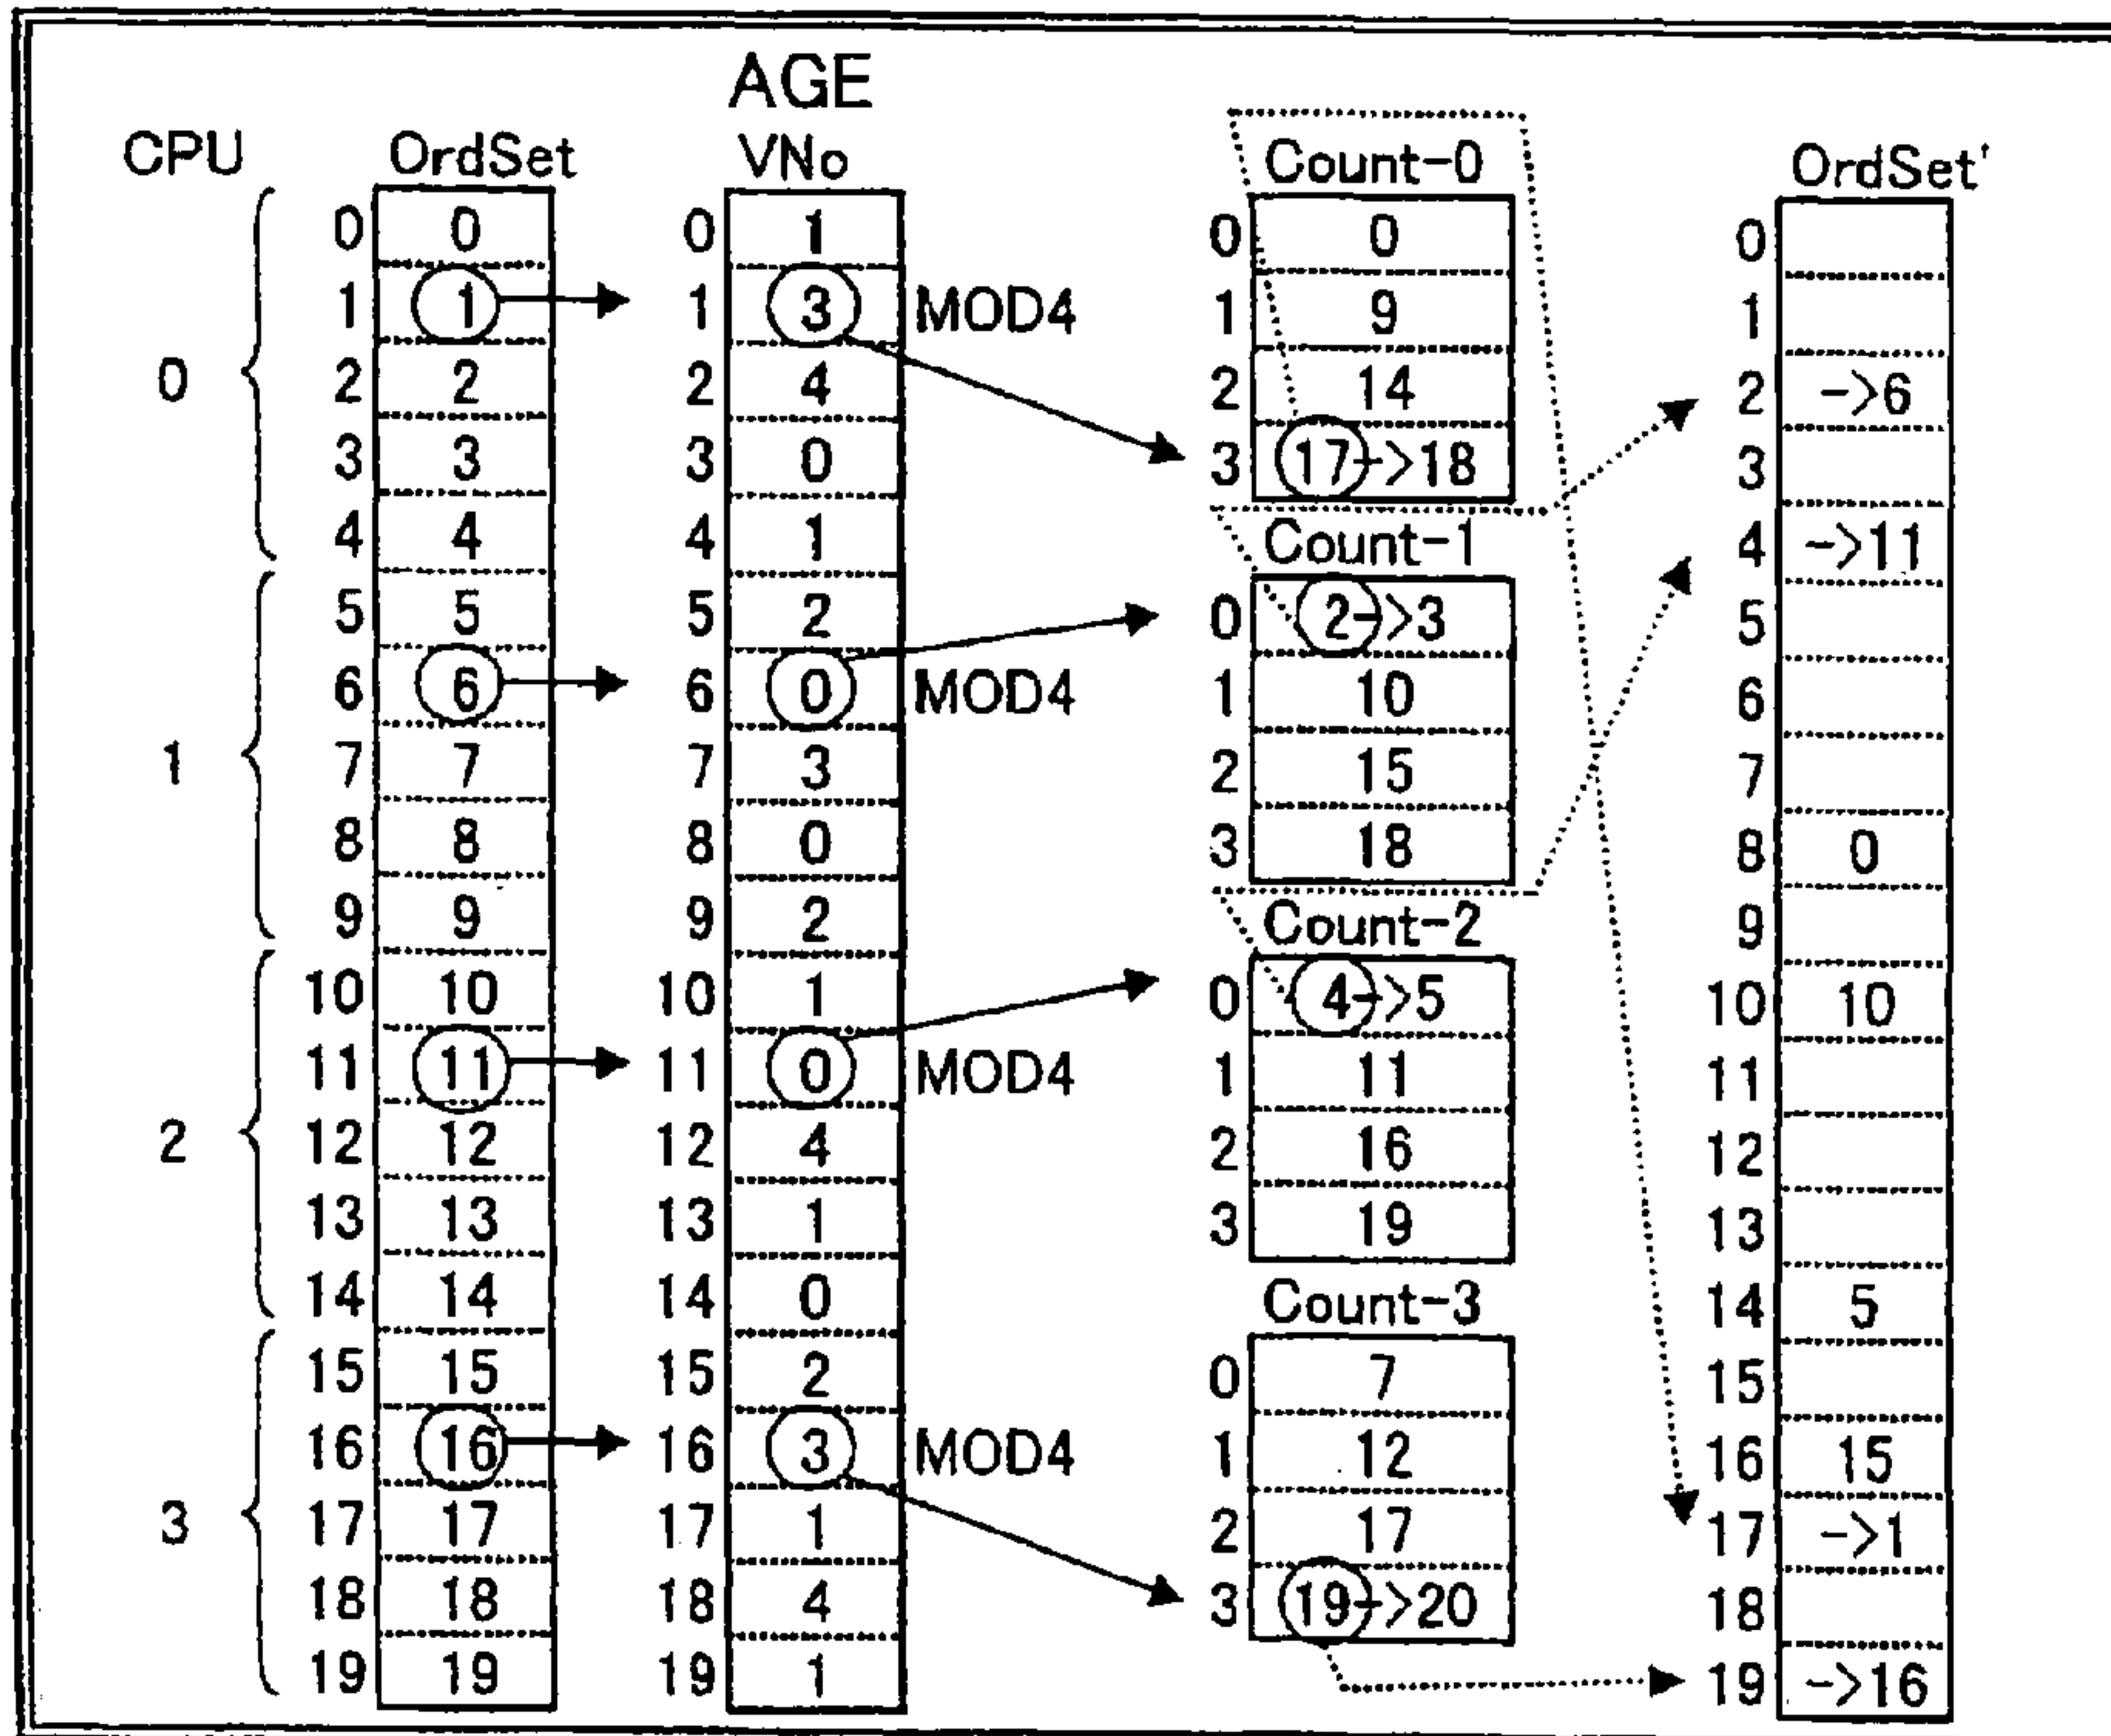 AGE
CPU OrdSet VNo Count-0 OrdSet'
0 0 0 1 0 0 0
1 1 1 3 MOD4 1 9 1
0 2 2 2 4 2 14 2 ->6
3 3 3 0 3 17->18 3
4 4 4 1 Count-1 4 ->11
5 5 5 2 0 2->3 5
6 6 6 0 MOD4 1 10 6
1 7 7 7 3 2 15 7
8 8 8 0 3 18 8 0
9 9 9 2 Count-2 9
10 10 10 1 0 4->5 10 10
11 11 11 0 MOD4 1 11 11
2 12 12 12 4 2 16 12
13 13 13 1 3 19 13
14 14 14 0 Count-3 14 5
15 15 15 2 0 7 15
16 16 16 3 MOD4 1 12 16 15
3 17 17 17 1 2 17 17 ->1
18 18 18 4 3 19->20 18
19 19 19 1 19 ->16